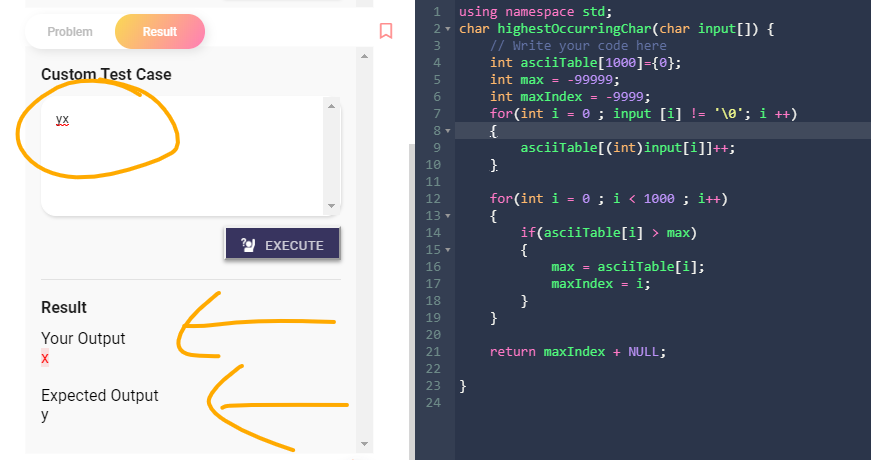 Problem
Result
Custom Test Case
yx
EXECUTE
Result
Your Output
x
Expected Output
y
1 using namespace std;
2 char highestOccurringChar(char input[]) {
3 // Write your code here
4 int asciiTable[1000]={0};
5 int max = -99999;
6 int maxIndex = -9999;
7 for(int i = 0 ; input [i] != '\0'; i ++)
8 {
9 asciiTable[(int)input[i]]++;
10 }
11
12 for(int i = 0 ; i < 1000 ; i++)
13 {
14 if(asciiTable[i] > max)
15 {
16 max = asciiTable[i];
17 maxIndex = i;
18 }
19 }
20
21 return maxIndex + NULL;
22
23 }
24